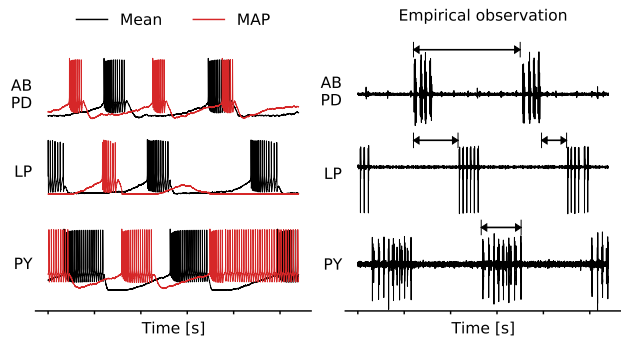 Mean MAP
Empirical observation
AB
PD
LP
PY
Time [s]
AB
PD
LP
PY
Time [s]